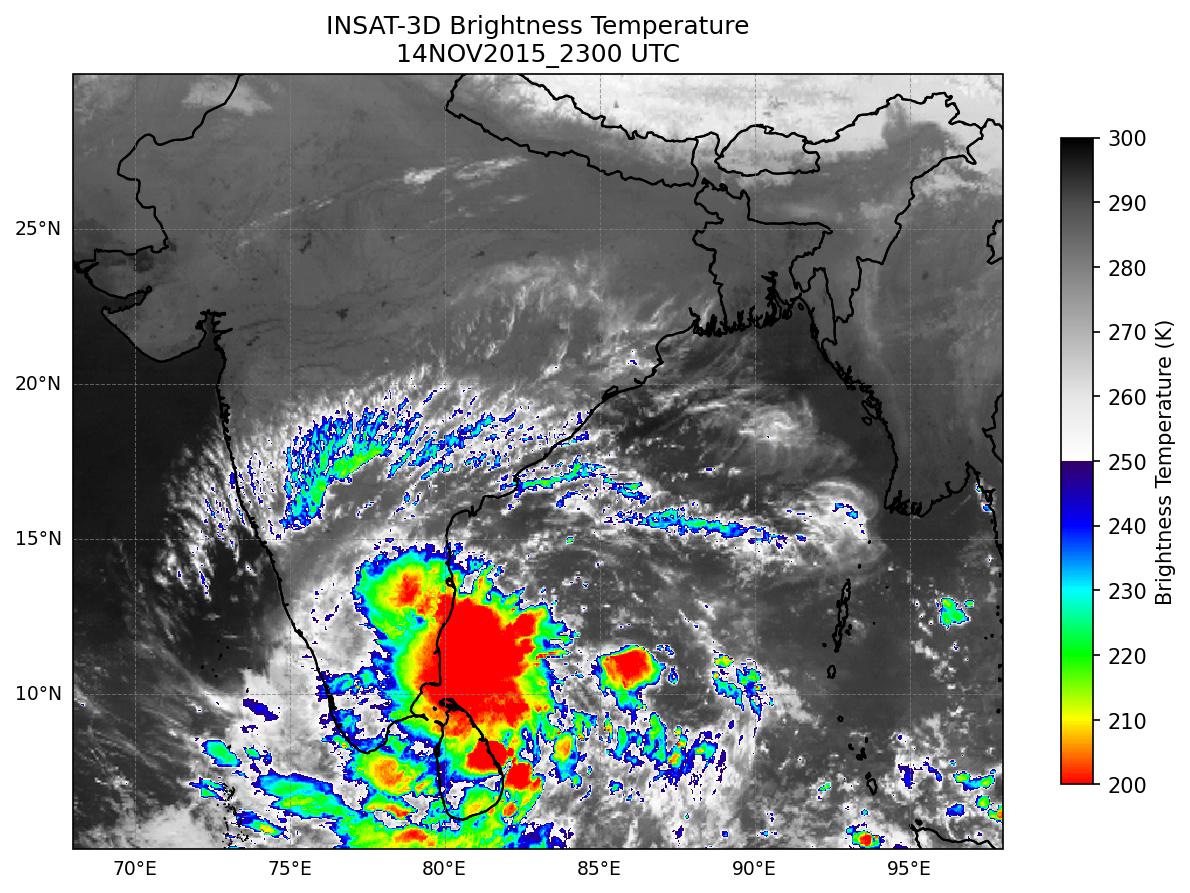 INSAT-3D Brightness Temperature
14NOV2015_2300 UTC
25°N
20°N
15°N
10°N
70°E
75°E
80°E
85°E
90°E
95°E
300
290
280
270
260
250
240
230
220
210
200
Brightness Temperature (K)